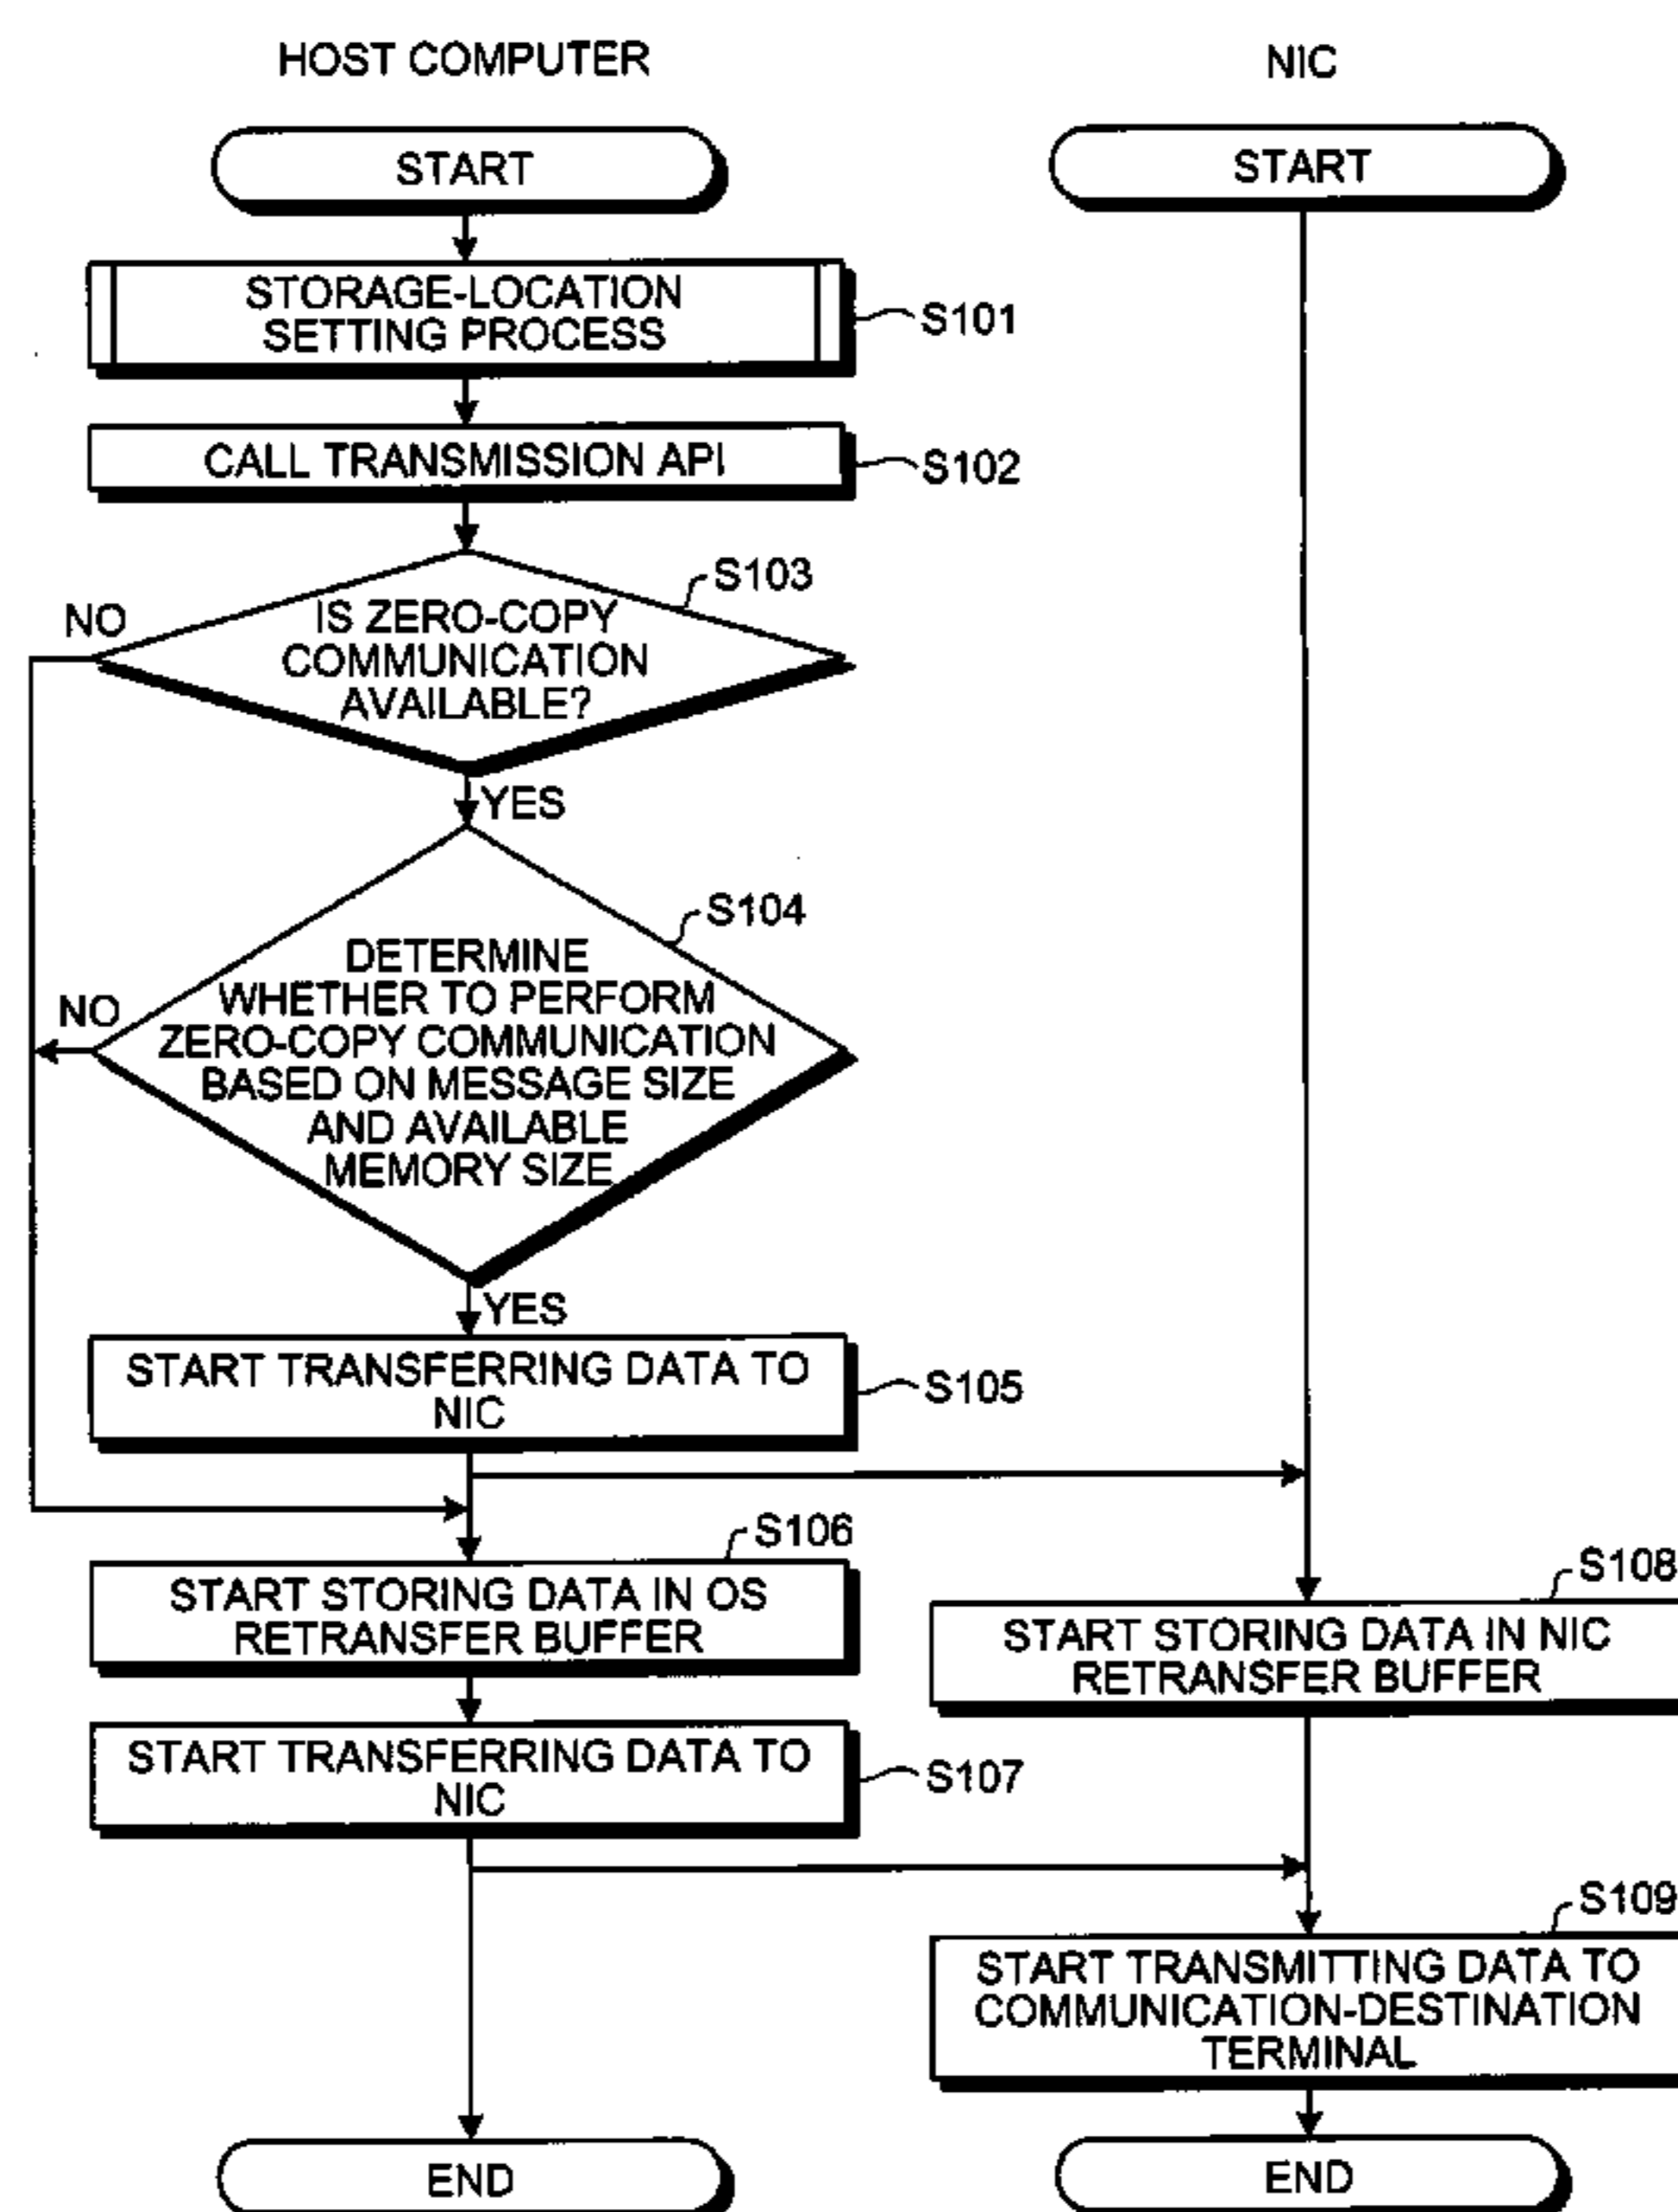 HOST COMPUTER
NIC
START
START
STORAGE-LOCATION
SETTING PROCESS
S101
CALL TRANSMISSION API
S102
S103
NO
IS ZERO-COPY
COMMUNICATION
AVAILABLE?
YES
S104
DETERMINE
WHETHER TO PERFORM
NO
ZERO-COPY COMMUNICATION
BASED ON MESSAGE SIZE
AND AVAILABLE
MEMORY SIZE
YES
START TRANSFERRING DATA TO
NIC
S105
S106
START STORING DATA IN OS
RETRANSFER BUFFER
S108
START STORING DATA IN NIC
RETRANSFER BUFFER
START TRANSFERRING DATA TO
NIC
S107
S109
START TRANSMITTING DATA TO
COMMUNICATION-DESTINATION
TERMINAL
END
END